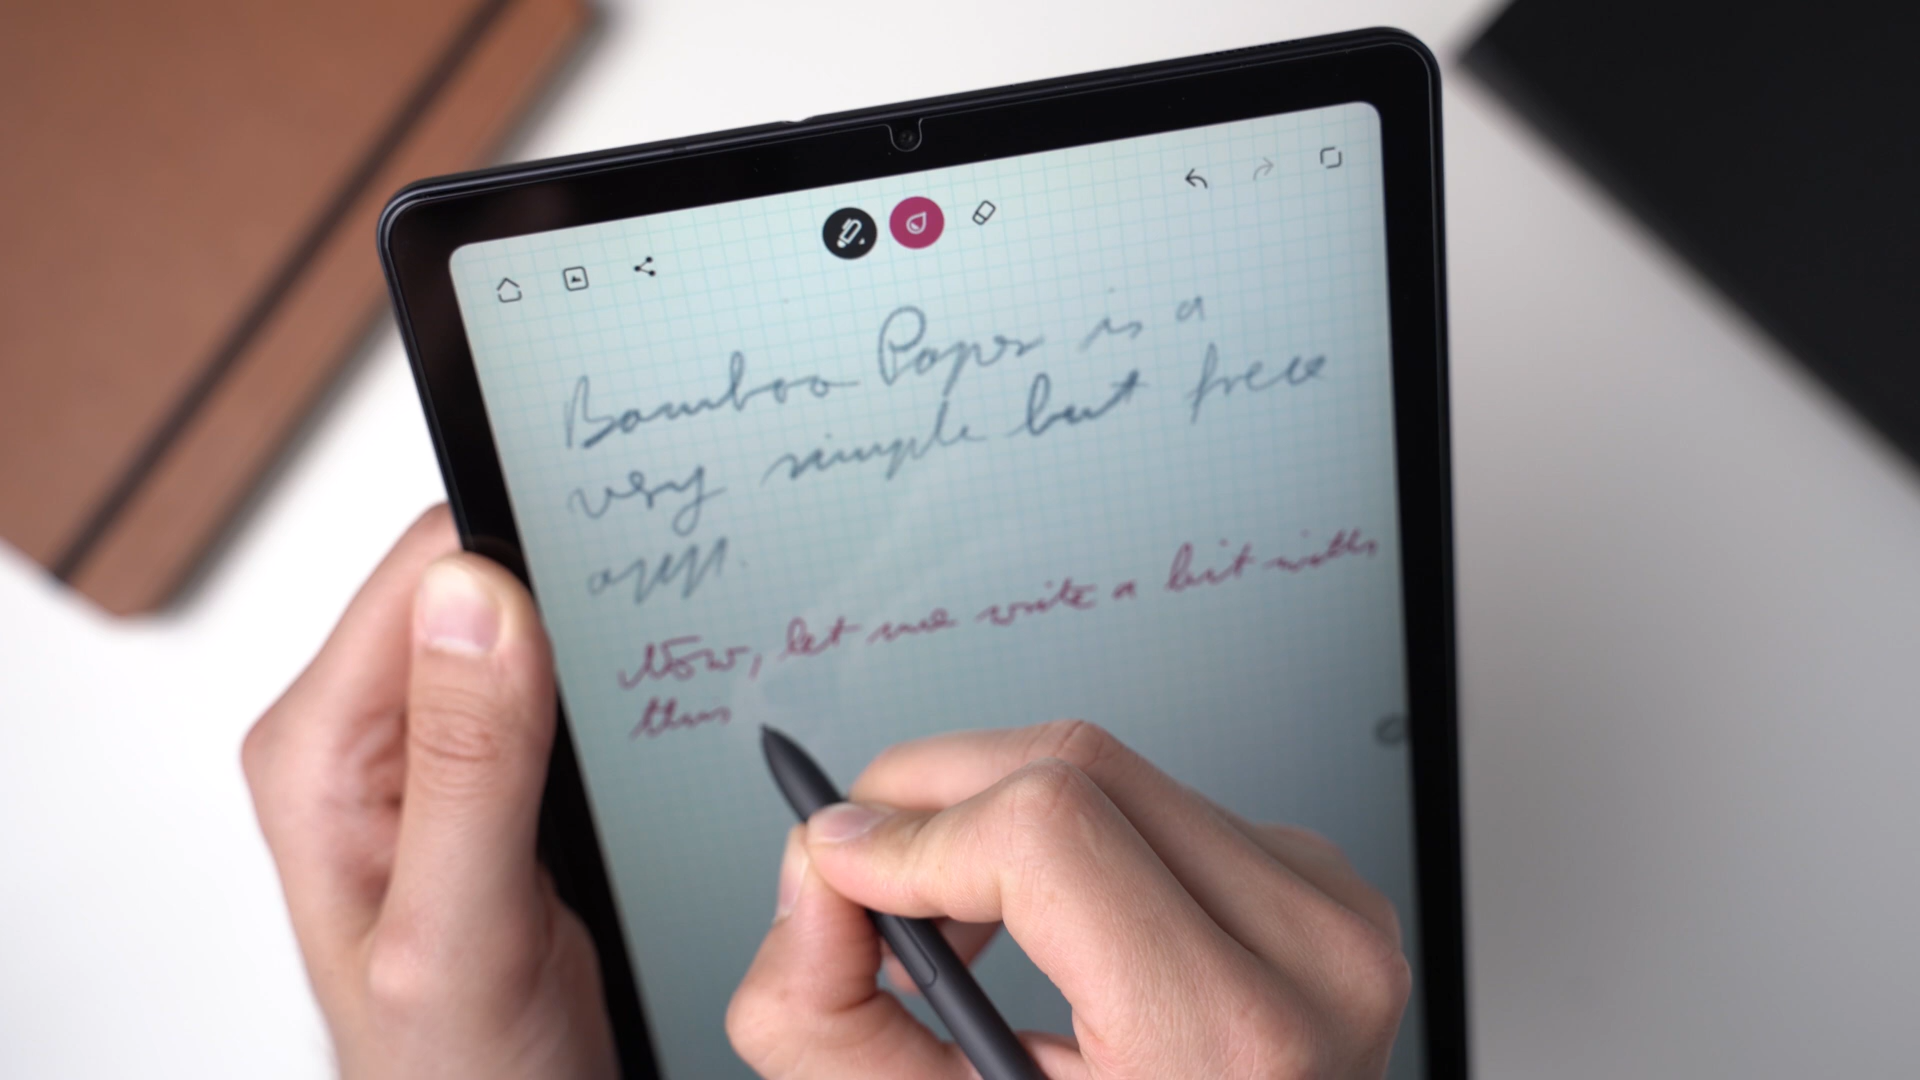 Bamboo Paper is a
very simple but free
app.
Now, let me write a bit with
this